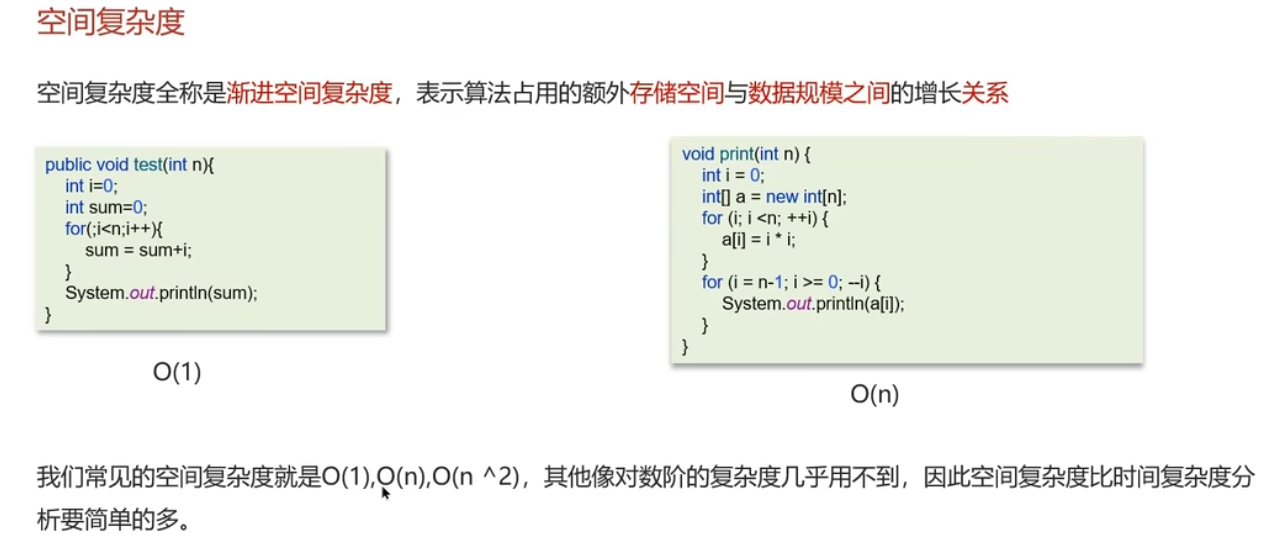 空间复杂度
空间复杂度全称是渐进空间复杂度，表示算法占用的额外存储空间与数据规模之间的增长关系
public void test(int n){
int i=0;
int sum=0;
for(;i<n;i++){
sum = sum+i;
}
System.out.println(sum);
}
O(1)
void print(int n) {
int i = 0;
int[] a = new int[n];
for (i; i <n; ++i) {
a[i] = i * i;
}
for (i = n-1; i >= 0; --i) {
System.out.println(a[i]);
}
}
O(n)
我们常见的空间复杂度就是O(1),O(n),O(n ^2)，其他像对数阶的复杂度几乎用不到，因此空间复杂度比时间复杂度分
析要简单的多。